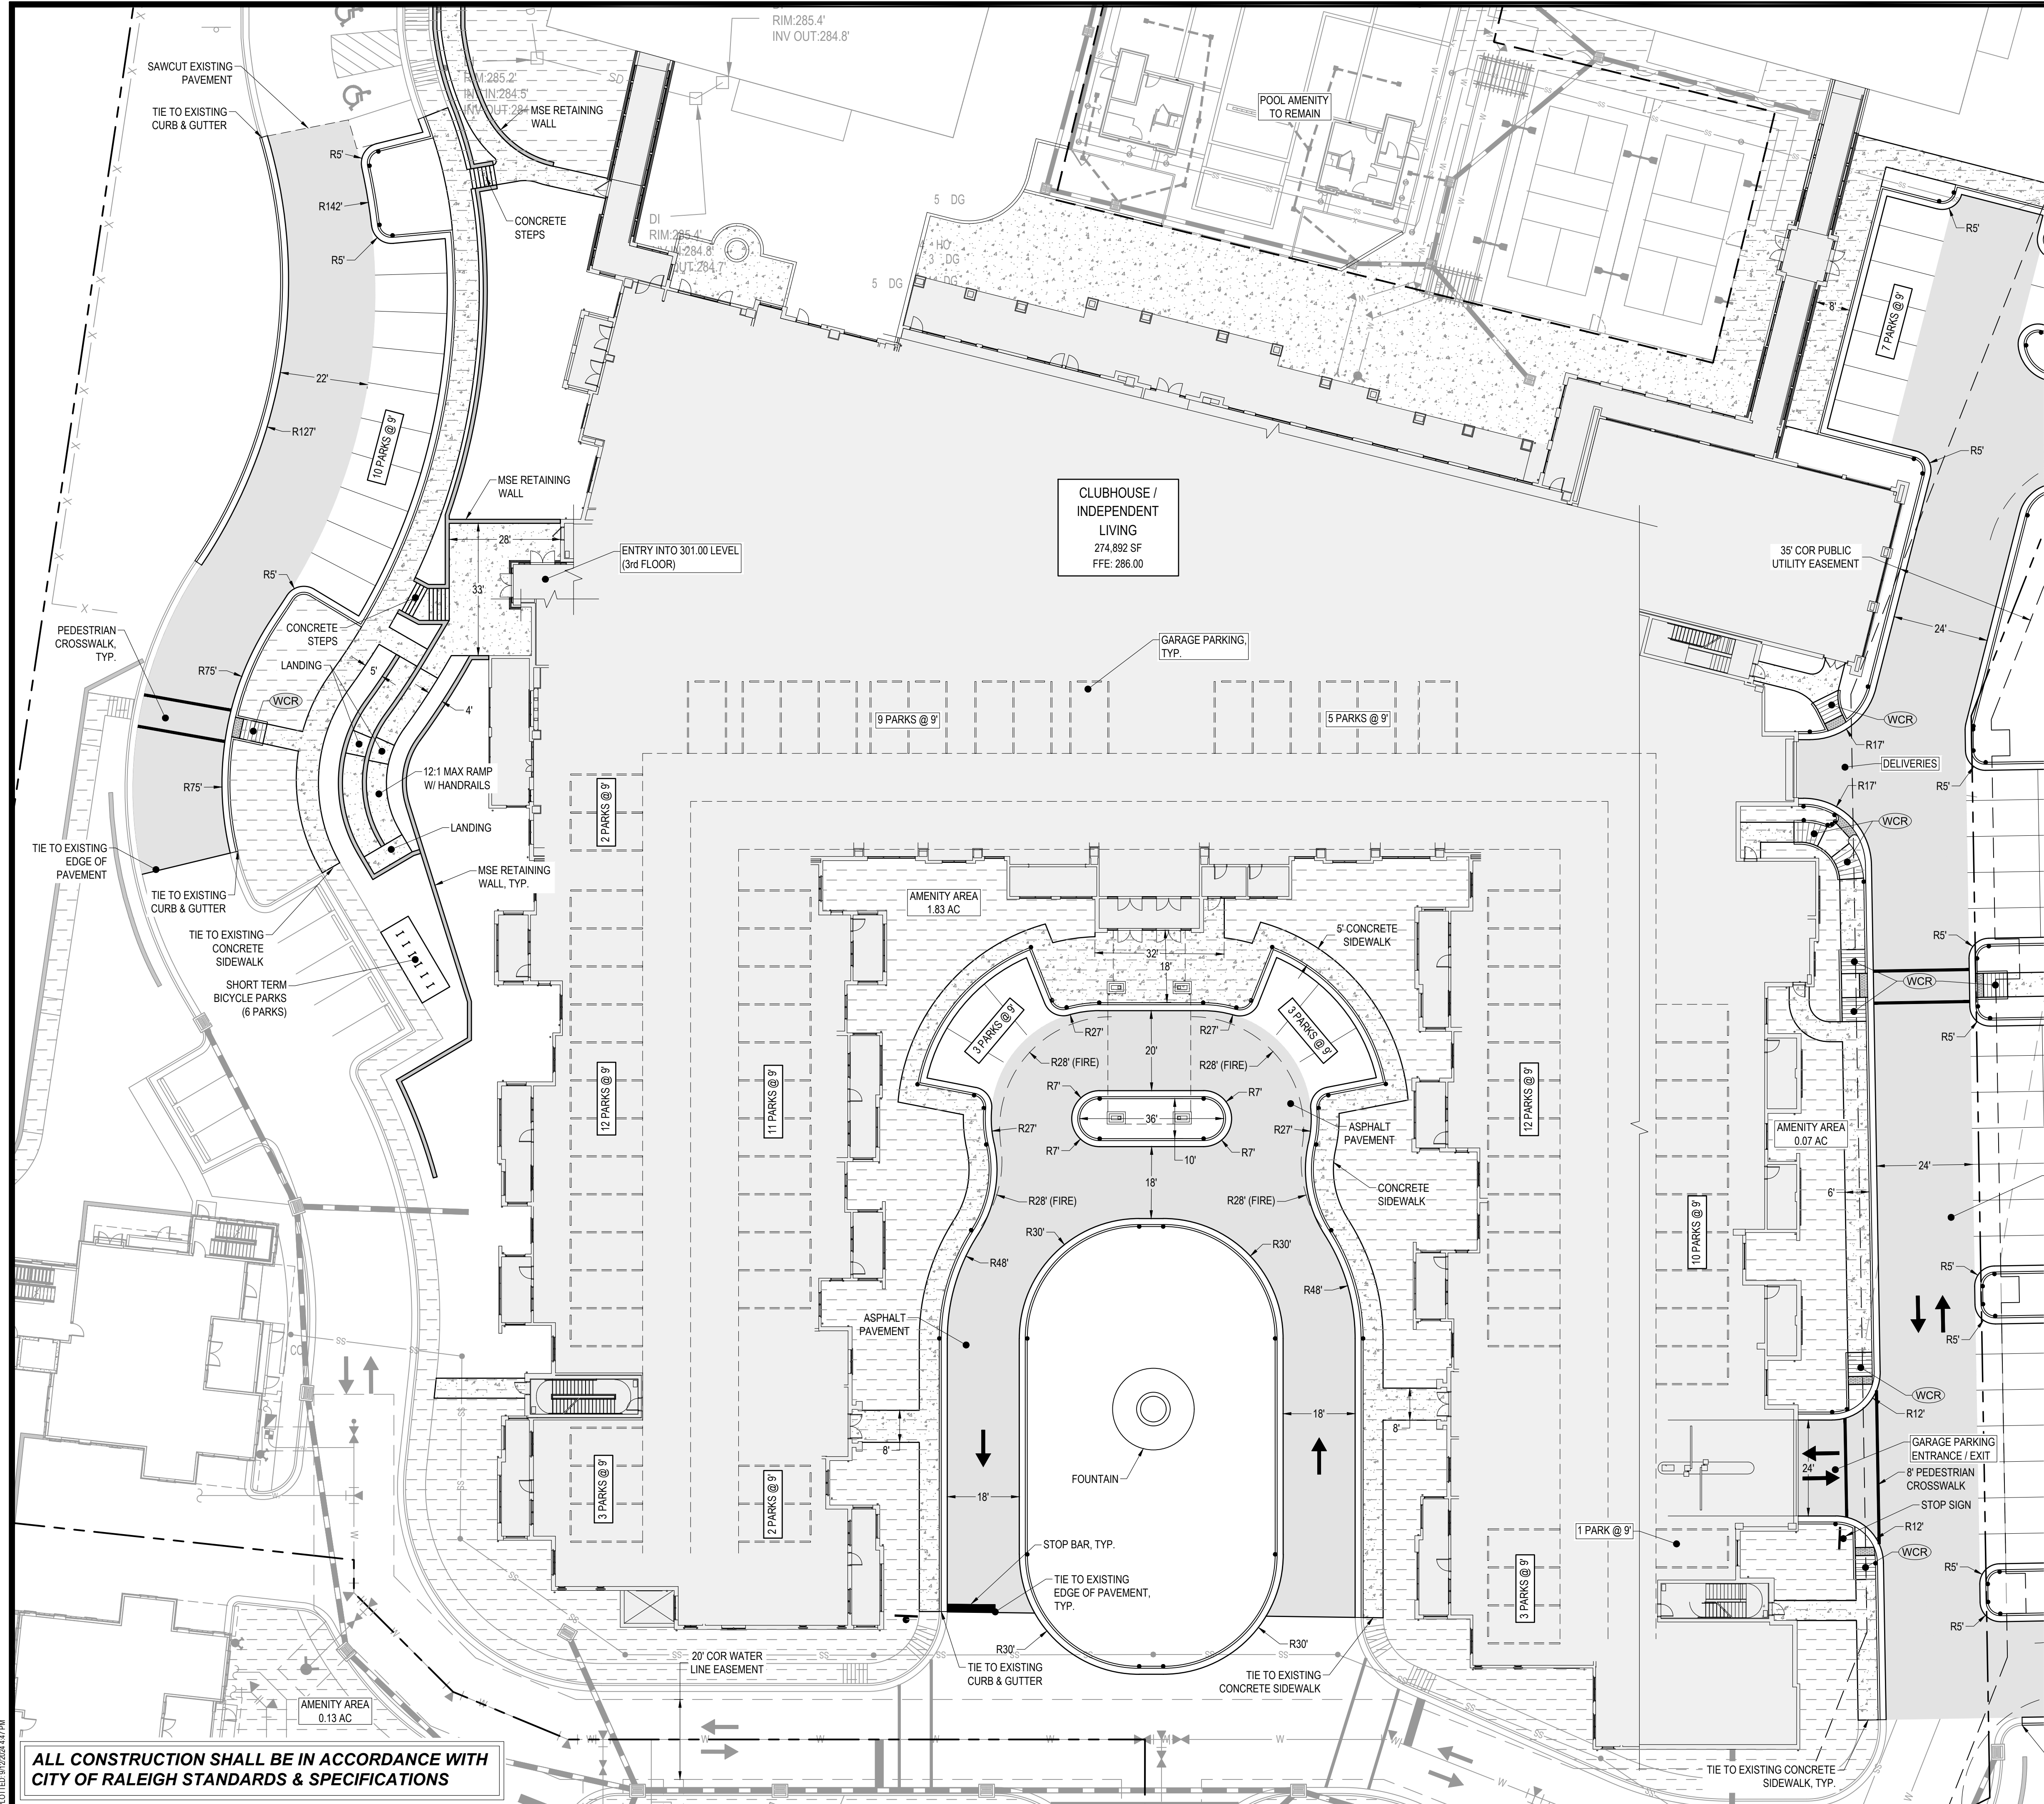 RIM:285.4'
INV OUT:284.8'
SAWCUT EXISTING
PAVEMENT
TIE TO EXISTING
CURB & GUTTER
RIM:285.2'
INV IN:284.5'
SD
MSE RETAINING
WALL
POOL AMENITY
TO REMAIN
R5'
R142'
R5'
CONCRETE
STEPS
5 DG
DI
RIM:285.4'
HO
3 DG
5 DG
DG
R5'
8'
7 PARKS @ 9'
22'
R127'
10 PARKS @ 9'
R5'
MSE RETAINING
WALL
CLUBHOUSE /
INDEPENDENT
LIVING
274,892 SF
FFE: 286.00
28'
ENTRY INTO 301.00 LEVEL
(3rd FLOOR)
35' COR PUBLIC
UTILITY EASEMENT
R5'
33'
24'
PEDESTRIAN
CROSSWALK,
TYP.
CONCRETE
STEPS
LANDING
5'
R75'
WCR
4'
GARAGE PARKING,
TYP.
9 PARKS @ 9'
5 PARKS @ 9'
WCR
R17'
DELIVERIES
R75'
12:1 MAX RAMP
W/ HANDRAILS
2 PARKS @ 9'
R17'
R5'
WCR
LANDING
TIE TO EXISTING
EDGE OF
PAVEMENT
MSE RETAINING
WALL, TYP.
TIE TO EXISTING
CURB & GUTTER
AMENITY AREA
1.83 AC
TIE TO EXISTING
CONCRETE
SIDEWALK
5' CONCRETE
SIDEWALK
R5'
32'
18'
WCR
SHORT TERM
BICYCLE PARKS
(6 PARKS)
3 PARKS @ 9'
3 PARKS @ 9'
R27'
R27'
R5'
20'
R28' (FIRE)
R28' (FIRE)
12 PARKS @ 9'
11 PARKS @ 9'
12 PARKS @ 9'
R7'
R7'
36'
R27'
R27'
ASPHALT
PAVEMENT
AMENITY AREA
0.07 AC
R7'
R7'
10'
24'
18'
CONCRETE
SIDEWALK
6'
R28' (FIRE)
R28' (FIRE)
10 PARKS @ 9'
R30'
R30'
R48'
R48'
R5'
ASPHALT
PAVEMENT
R5'
SS
CO
WCR
R12'
18'
8'
8'
GARAGE PARKING
ENTRANCE / EXIT
24'
FOUNTAIN
8' PEDESTRIAN
CROSSWALK
3 PARKS @ 9'
2 PARKS @ 9'
18'
STOP SIGN
1 PARK @ 9'
R12'
STOP BAR, TYP.
WCR
R5'
3 PARKS @ 9'
TIE TO EXISTING
EDGE OF PAVEMENT,
TYP.
R5'
R30'
R30'
20' COR WATER
LINE EASEMENT
TIE TO EXISTING
CURB & GUTTER
TIE TO EXISTING
CONCRETE SIDEWALK
AMENITY AREA
0.13 AC
ALL CONSTRUCTION SHALL BE IN ACCORDANCE WITH
CITY OF RALEIGH STANDARDS & SPECIFICATIONS
TIE TO EXISTING CONCRETE
SIDEWALK, TYP.